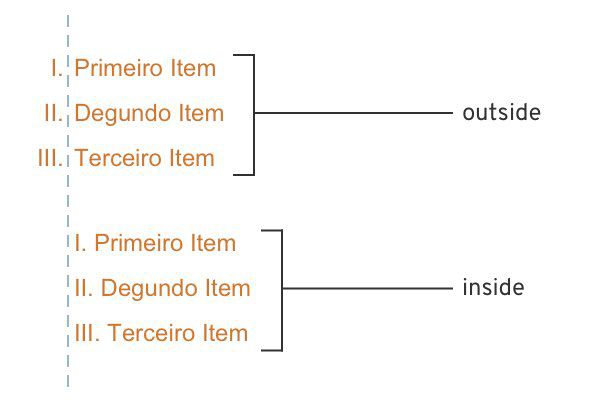 I. Primeiro Item
II. Degundo Item
III. Terceiro Item
outside
I. Primeiro Item
II. Degundo Item
III. Terceiro Item
inside